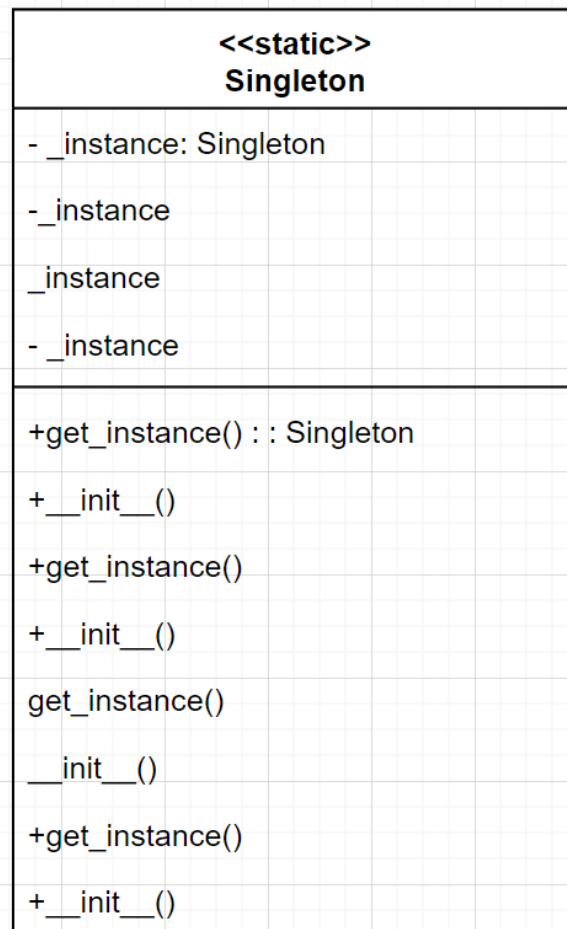 <<static>>
Singleton
- _instance: Singleton
-_instance
_instance
- _instance
+get_instance() : : Singleton
+__init__()
+get_instance()
+__init__()
get_instance()
__init__()
+get_instance()
+__init__()